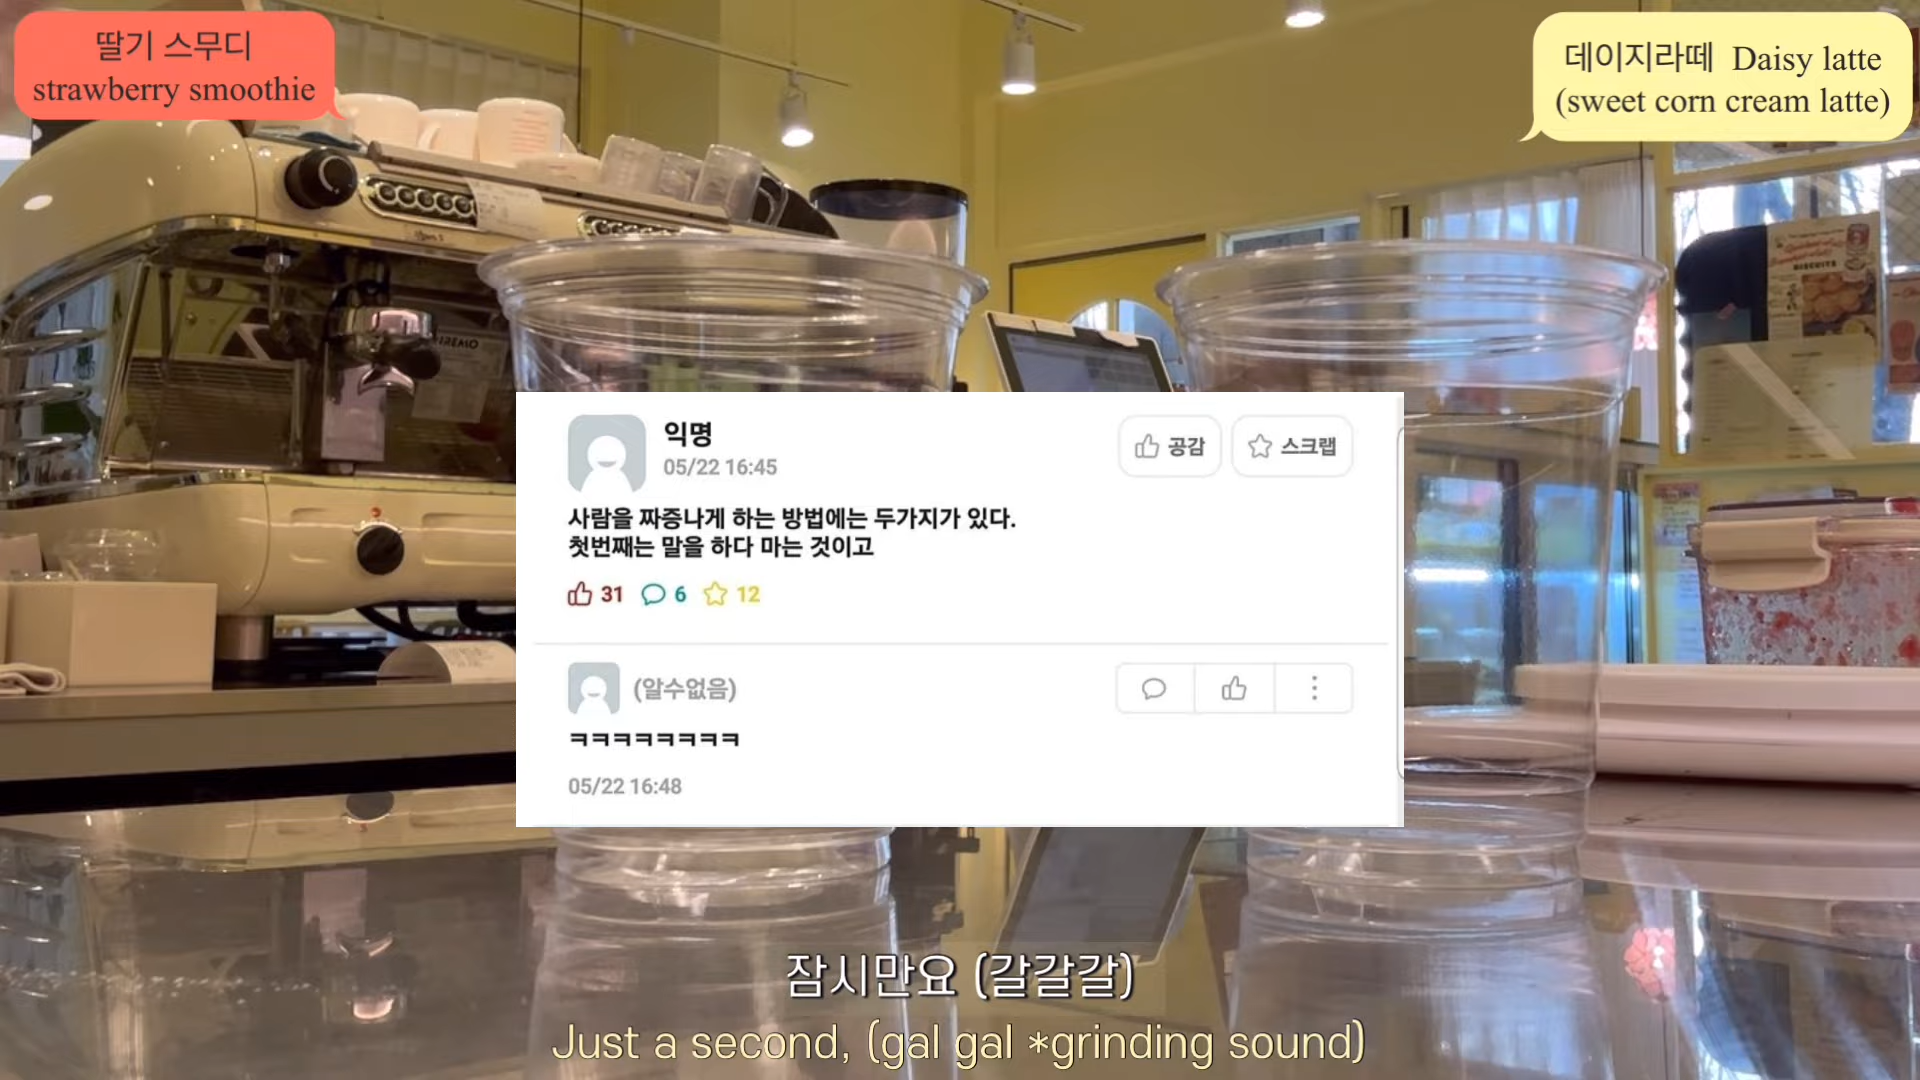 딸기 스무디
strawberry smoothie
데이지라떼 Daisy latte
(sweet corn cream latte)
BISCUITS
익명
05/22 16:45
공감
스크랩
사람을 짜증나게 하는 방법에는 두가지가 있다.
첫번째는 말을 하다 마는 것이고
31 6 12
(알수없음)
ㅋㅋㅋㅋㅋㅋㅋㅋ
05/22 16:48
잠시만요 (갈갈갈)
Just a second, (gal gal *grinding sound)